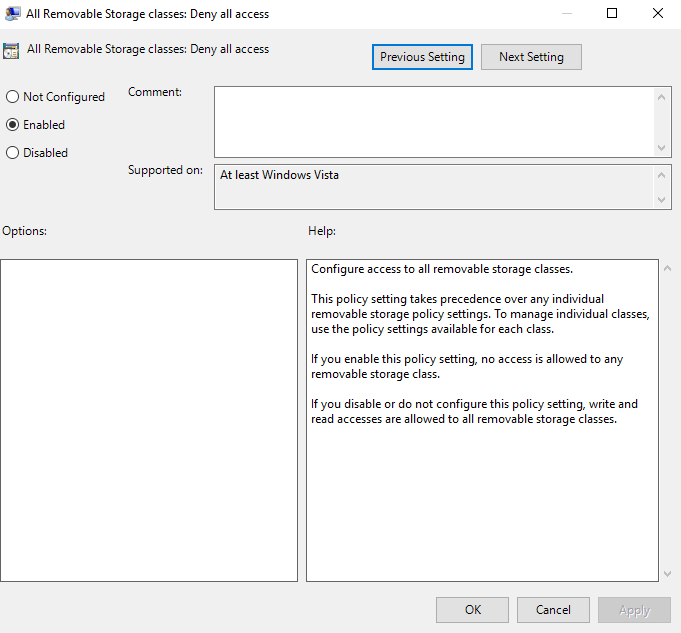 All Removable Storage classes: Deny all access
All Removable Storage classes: Deny all access
Previous Setting
Next Setting
Not Configured
Enabled
Disabled
Comment:
Supported on:
At least Windows Vista
Options:
Help:
Configure access to all removable storage classes.
This policy setting takes precedence over any individual
removable storage policy settings. To manage individual classes,
use the policy settings available for each class.
If you enable this policy setting, no access is allowed to any
removable storage class.
If you disable or do not configure this policy setting, write and
read accesses are allowed to all removable storage classes.
OK
Cancel
Apply